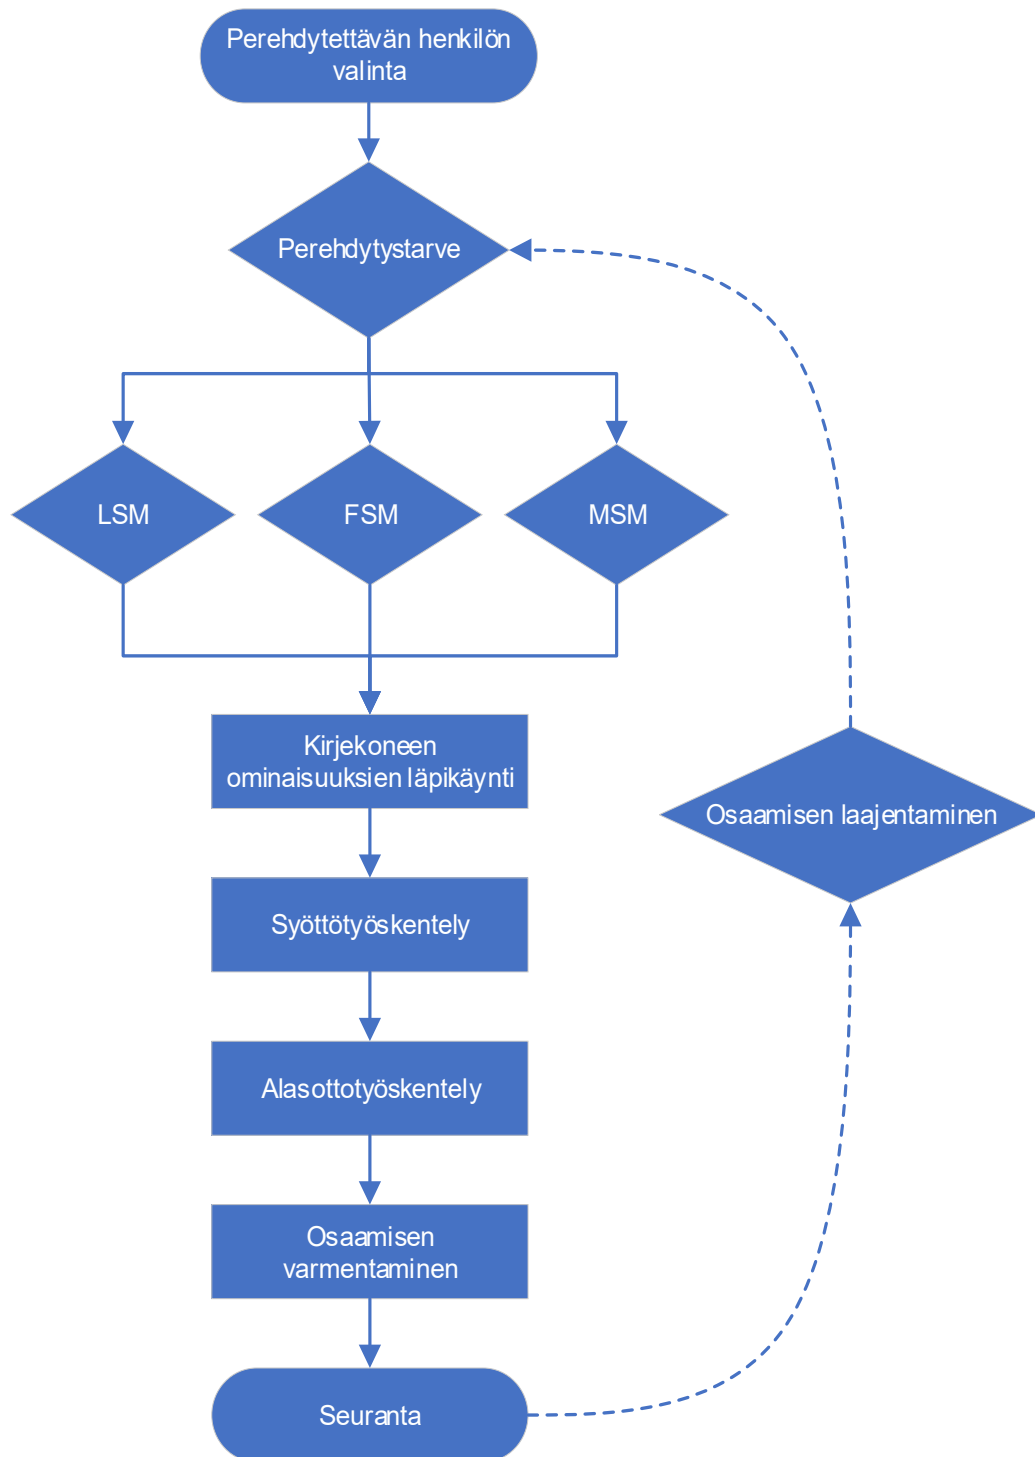 Perehdytettävän henkilön
valinta
Perehdytystarve
LSM
FSM
MSM
Kirjekoneen
ominaisuuksien läpikäynti
Osaamisen laajentaminen
Syöttötyöskentely
Alasottotyöskentely
Osaamisen
varmentaminen
Seuranta